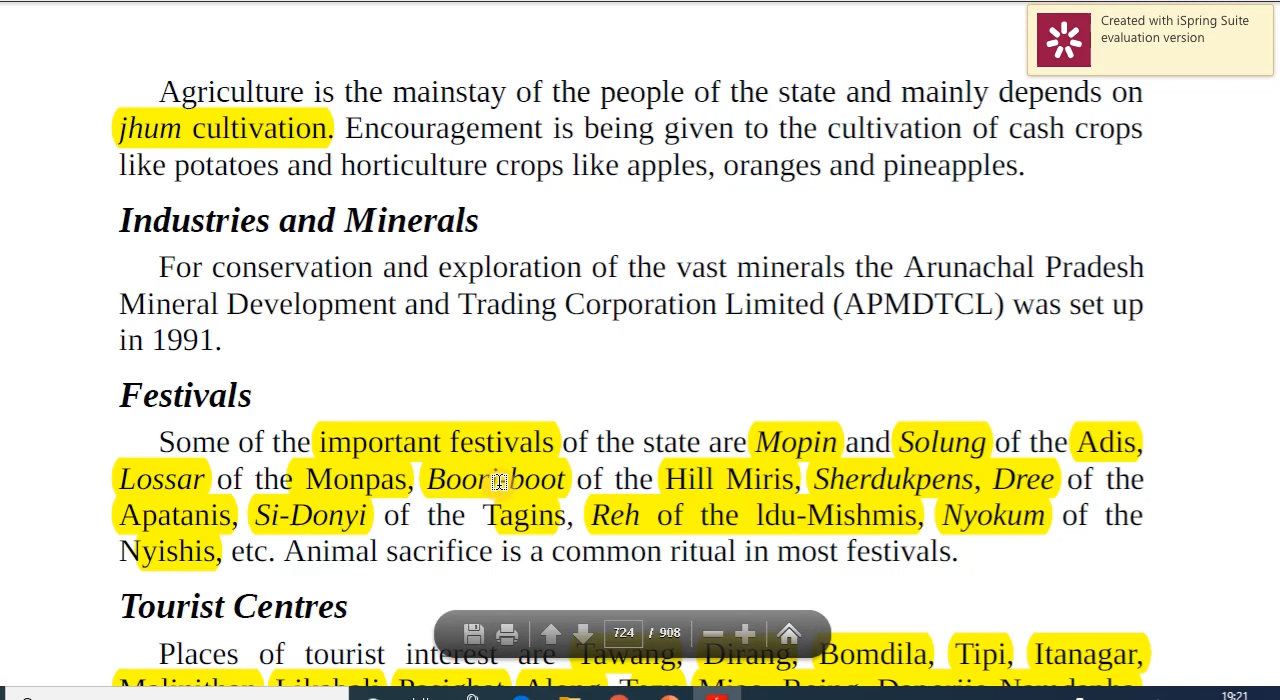 Created with iSpring Suite
evaluation version
Agriculture is the mainstay of the people of the state and mainly depends on
jhum cultivation. Encouragement is being given to the cultivation of cash crops
like potatoes and horticulture crops like apples, oranges and pineapples.
Industries and Minerals
For conservation and exploration of the vast minerals the Arunachal Pradesh
Mineral Development and Trading Corporation Limited (APMDTCL) was set up
in 1991.
Festivals
Some of the important festivals of the state are Mopin and Solung of the Adis,
Lossar of the Monpas, Boori-boot of the Hill Miris, Sherdukpens, Dree of the
Apatanis, Si-Donyi of the Tagins, Reh of the ldu-Mishmis, Nyokum of the
Nyishis, etc. Animal sacrifice is a common ritual in most festivals.
Tourist Centres
724 / 908
Places of tourist interest are Tawang, Dirang, Bomdila, Tipi, Itanagar,
19:21